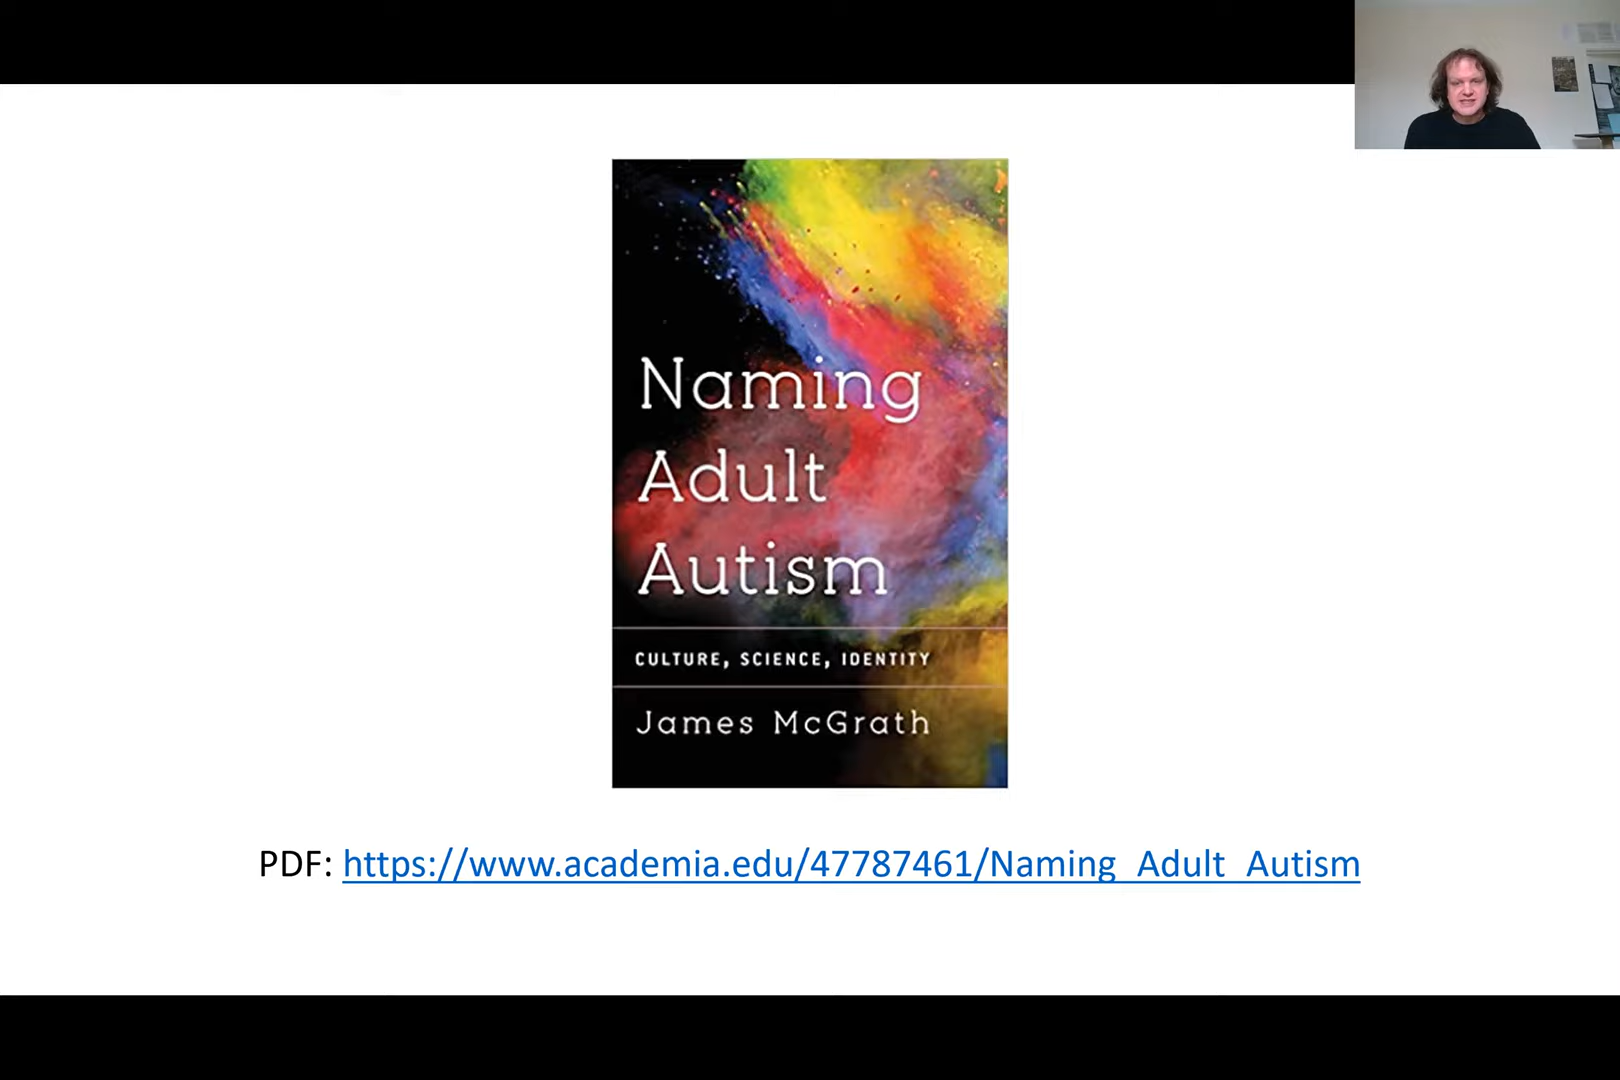 Naming
Adult
Autism
CULTURE, SCIENCE, IDENTITY
James McGrath
PDF: https://www.academia.edu/47787461/Naming_Adult_Autism